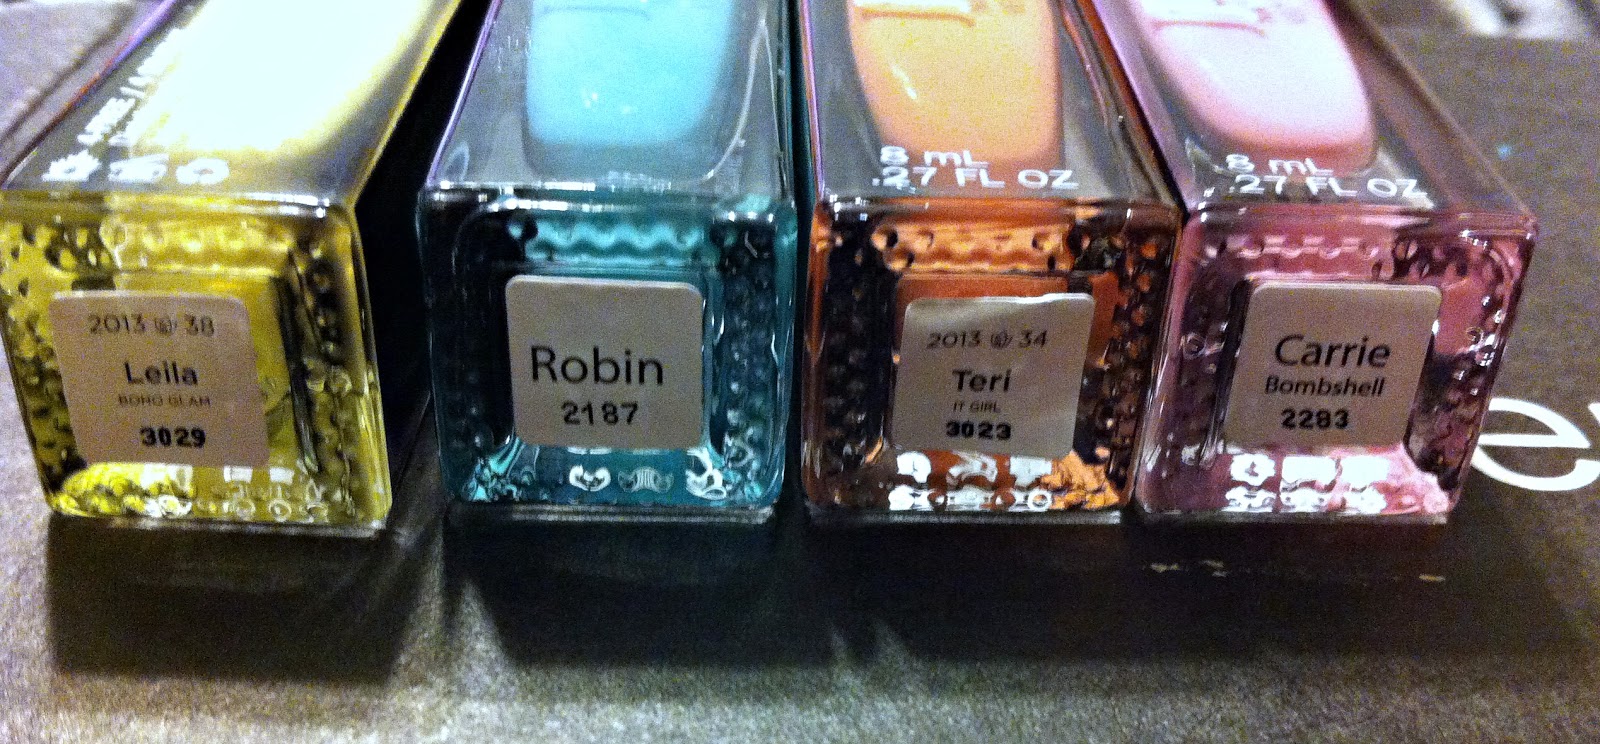 8 mL
.27 FL OZ
8 mL
.27 FL OZ
2013 38
Leila
BOHO GLAM
3029
Robin
2187
2013 34
Teri
IT GIRL
3023
Carrie
Bombshell
2283